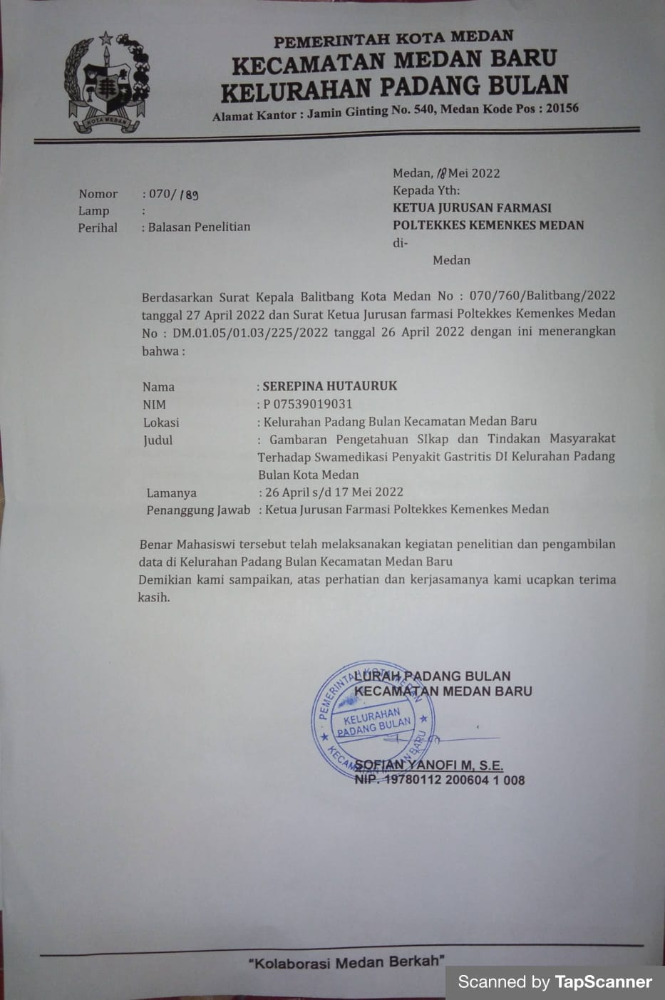 PEMERINTAH KOTA MEDAN
KECAMATAN MEDAN BARU
KELURAHAN PADANG BULAN
Alamat Kantor : Jamin Ginting No. 540, Medan Kode Pos : 20156
KOTA MEDAN
Medan, 18 Mei 2022
Kepada Yth:
KETUA JURUSAN FARMASI
POLTEKKES KEMENKES MEDAN
di-
Medan
Nomor : 070/189
Lamp :
Perihal : Balasan Penelitian
Berdasarkan Surat Kepala Balitbang Kota Medan No : 070/760/Balitbang/2022
tanggal 27 April 2022 dan Surat Ketua Jurusan farmasi Poltekkes Kemenkes Medan
No : DM.01.05/01.03/225/2022 tanggal 26 April 2022 dengan ini menerangkan
bahwa :
Nama : SEREPINA HUTAURUK
NIM : P 07539019031
Lokasi : Kelurahan Padang Bulan Kecamatan Medan Baru
Judul : Gambaran Pengetahuan SIkap dan Tindakan Masyarakat
Terhadap Swamedikasi Penyakit Gastritis DI Kelurahan Padang
Bulan Kota Medan
Lamanya : 26 April s/d 17 Mei 2022
Penanggung Jawab : Ketua Jurusan Farmasi Poltekkes Kemenkes Medan
Benar Mahasiswi tersebut telah melaksanakan kegiatan penelitian dan pengambilan
data di Kelurahan Padang Bulan Kecamatan Medan Baru
Demikian kami sampaikan, atas perhatian dan kerjasamanya kami ucapkan terima
kasih.
LURAH PADANG BULAN
KECAMATAN MEDAN BARU
PEMERINTAH KOTA MEDAN
KELURAHAN
PADANG BULAN
KECAMATAN MEDAN BARU
SOFIAN YANOFI M, S.E.
NIP. 19780112 200604 1 008
"Kolaborasi Medan Berkah"
Scanned by TapScanner